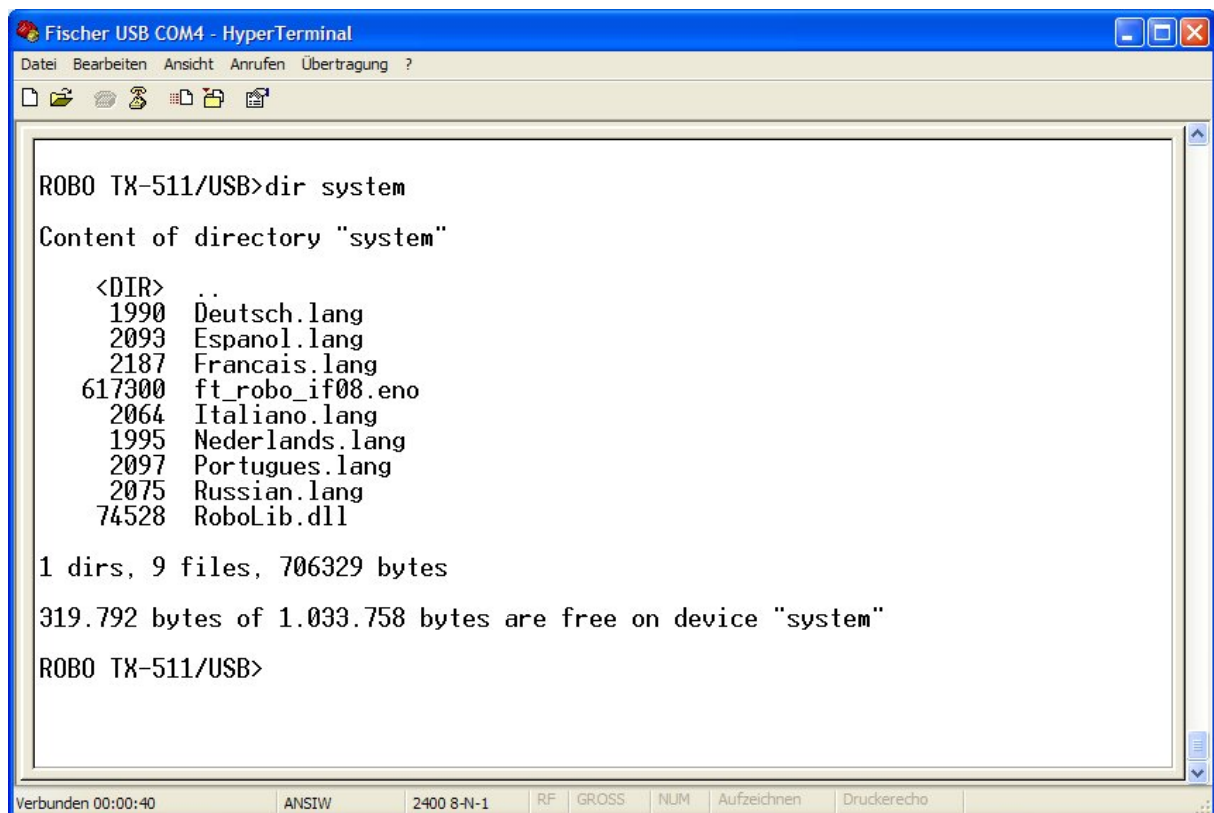 Fischer USB COM4 - HyperTerminal
Datei Bearbeiten Ansicht Anrufen Übertragung ?
ROBO TX-511/USB>dir system
Content of directory "system"
<DIR> ..
1990 Deutsch.lang
2093 Espanol.lang
2187 Francais.lang
617300 ft_robo_if08.eno
2064 Italiano.lang
1995 Nederlands.lang
2097 Portugues.lang
2075 Russian.lang
74528 RoboLib.dll
1 dirs, 9 files, 706329 bytes
319.792 bytes of 1.033.758 bytes are free on device "system"
ROBO TX-511/USB>
Verbunden 00:00:40 ANSIW 2400 8-N-1 RF GROSS NUM Aufzeichnen Druckerecho